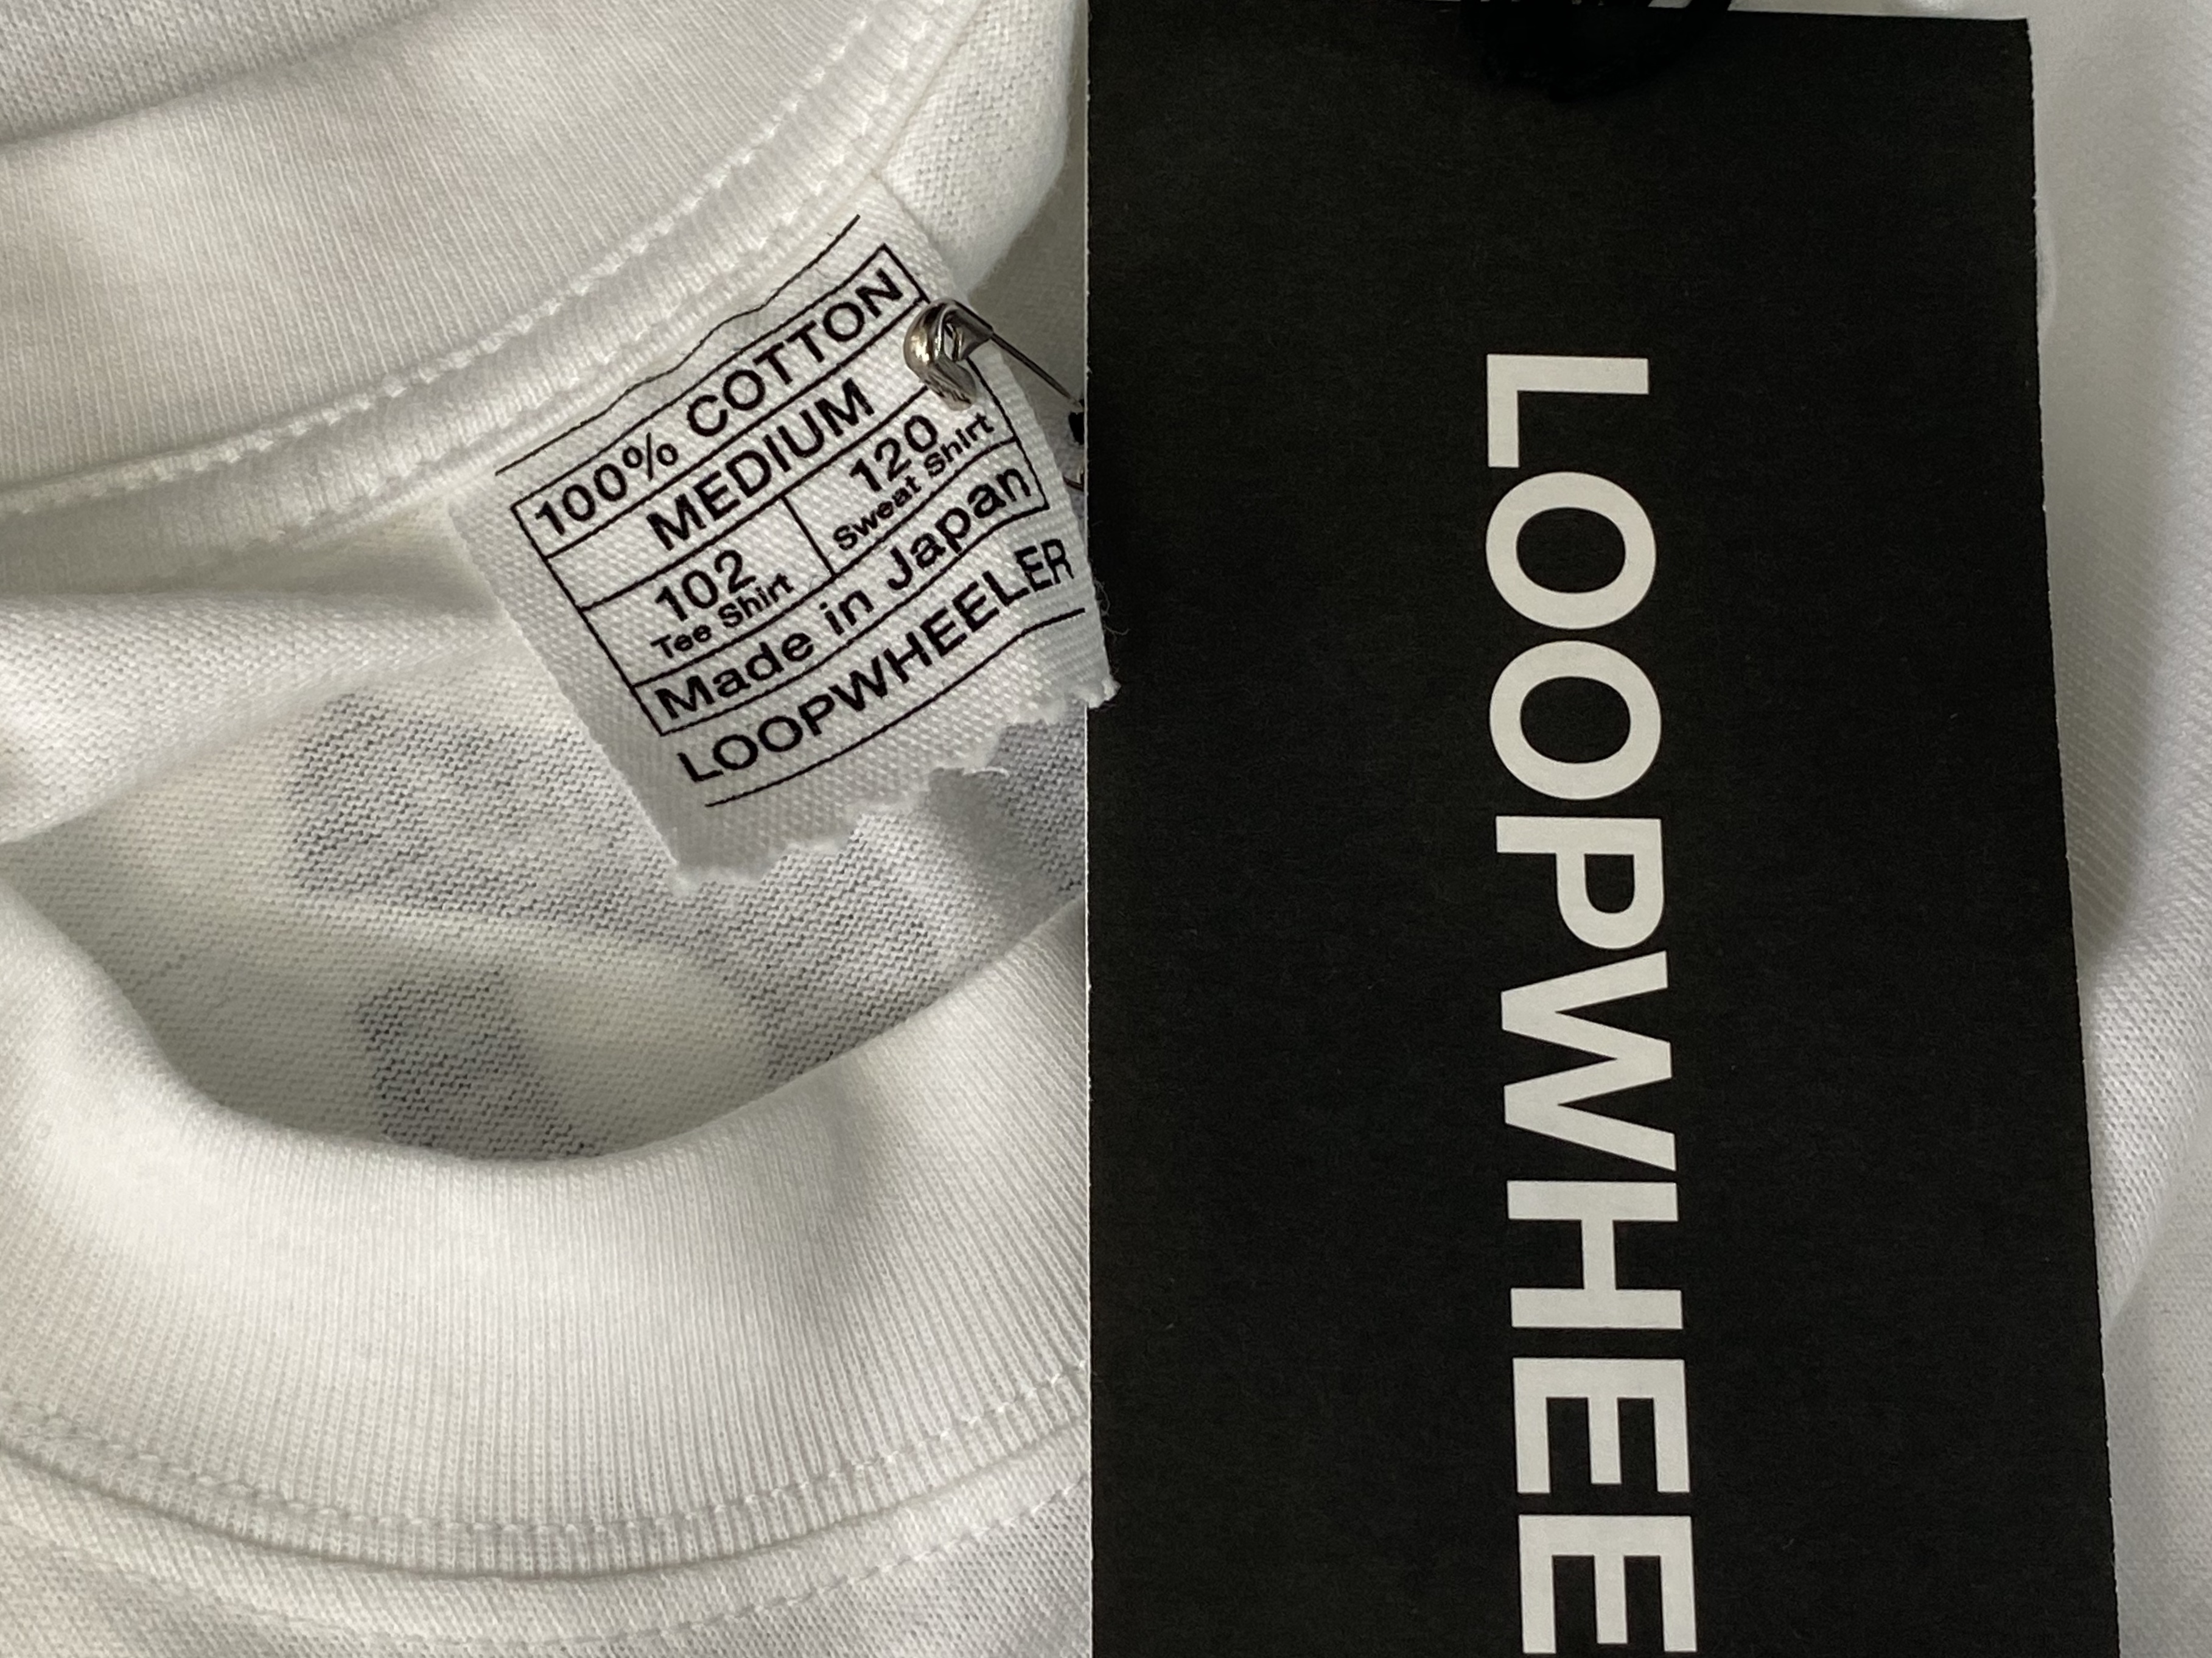 100% COTTON
MEDIUM
102 120
Tee Shirt Sweat Shirt
Made in Japan
LOOPWHEELER
LOOPWHEE